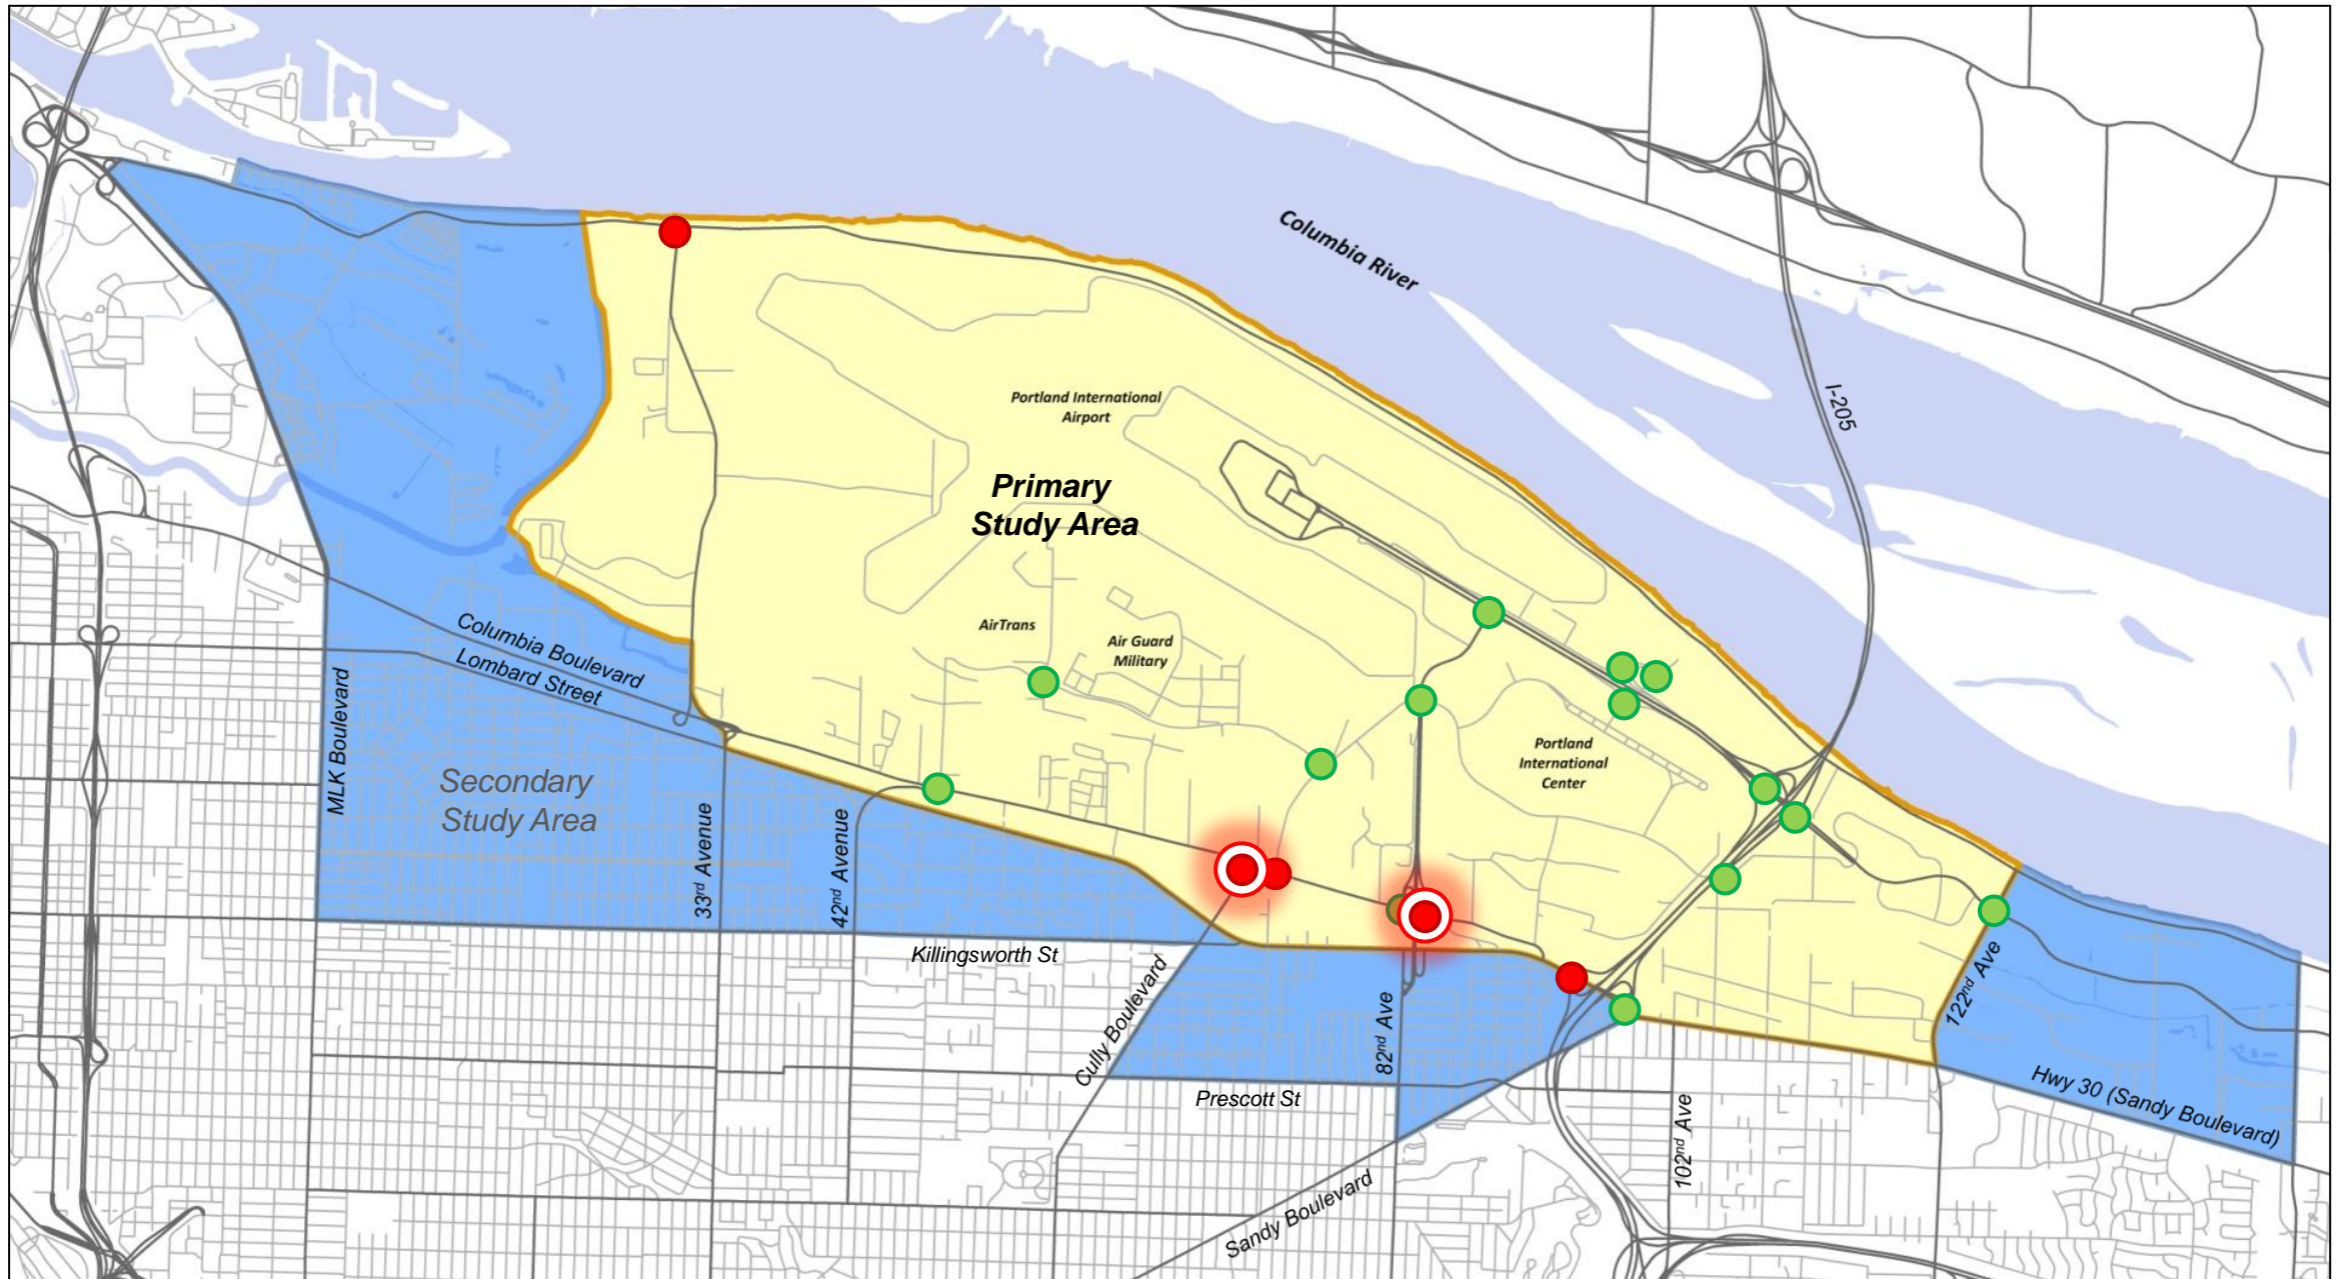 Columbia River
I-205
Portland International
Airport
Primary
Study Area
AirTrans
Air Guard
Military
Columbia Boulevard
Lombard Street
Portland
International
Center
MLK Boulevard
Secondary
Study Area
33rd Avenue
42nd Avenue
Killingsworth St
Cully Boulevard
82nd Ave
122nd Ave
Prescott St
102nd Ave
Hwy 30 (Sandy Boulevard)
Sandy Boulevard